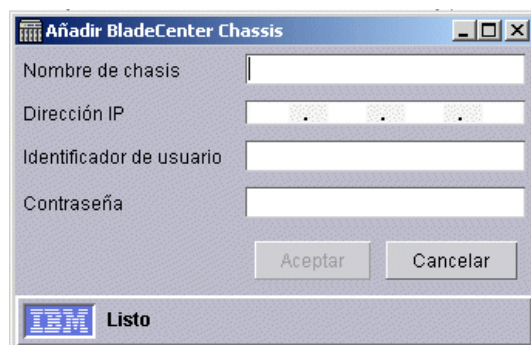 Añadir BladeCenter Chassis
Nombre de chasis
Dirección IP
. . .
Identificador de usuario
Contraseña
Aceptar Cancelar
IBM Listo